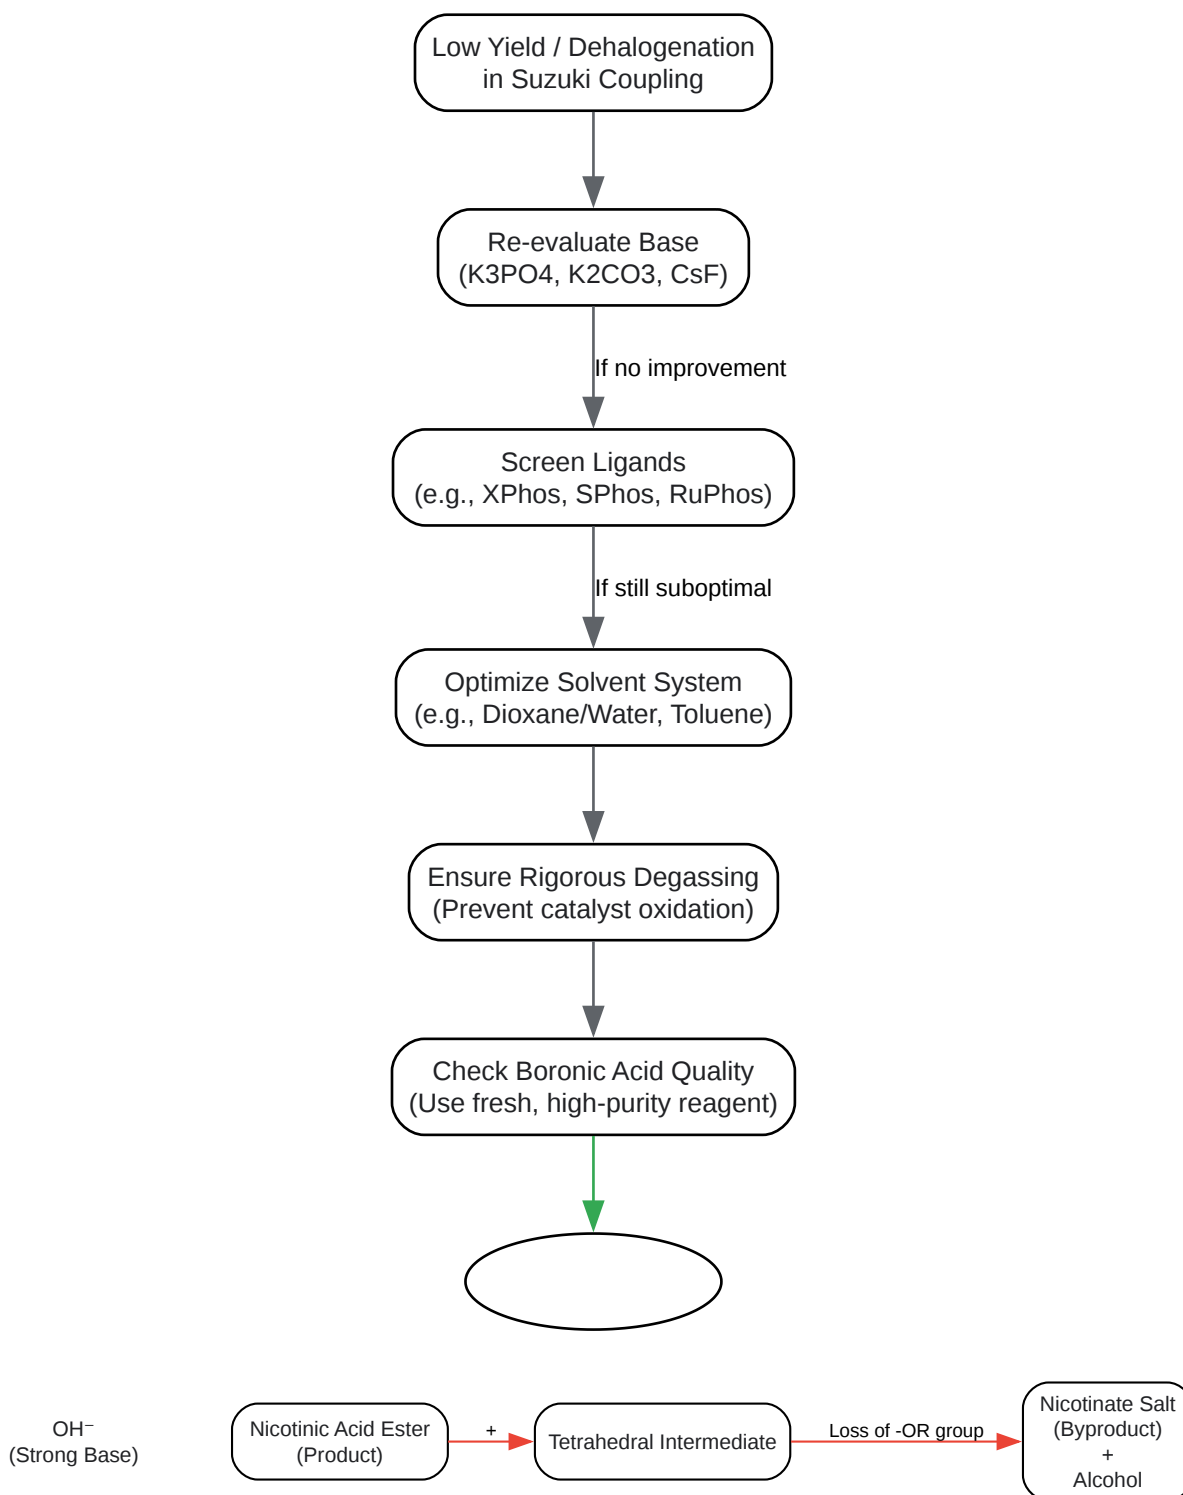 Low Yield / Dehalogenation
in Suzuki Coupling
Re-evaluate Base
(K3PO4, K2CO3, CsF)
If no improvement
Screen Ligands
(e.g., XPhos, SPhos, RuPhos)
If still suboptimal
Optimize Solvent System
(e.g., Dioxane/Water, Toluene)
Ensure Rigorous Degassing
(Prevent catalyst oxidation)
Check Boronic Acid Quality
(Use fresh, high-purity reagent)
OH⁻
(Strong Base)
Nicotinic Acid Ester
(Product)
+
Tetrahedral Intermediate
Loss of -OR group
Nicotinate Salt
(Byproduct)
+
Alcohol